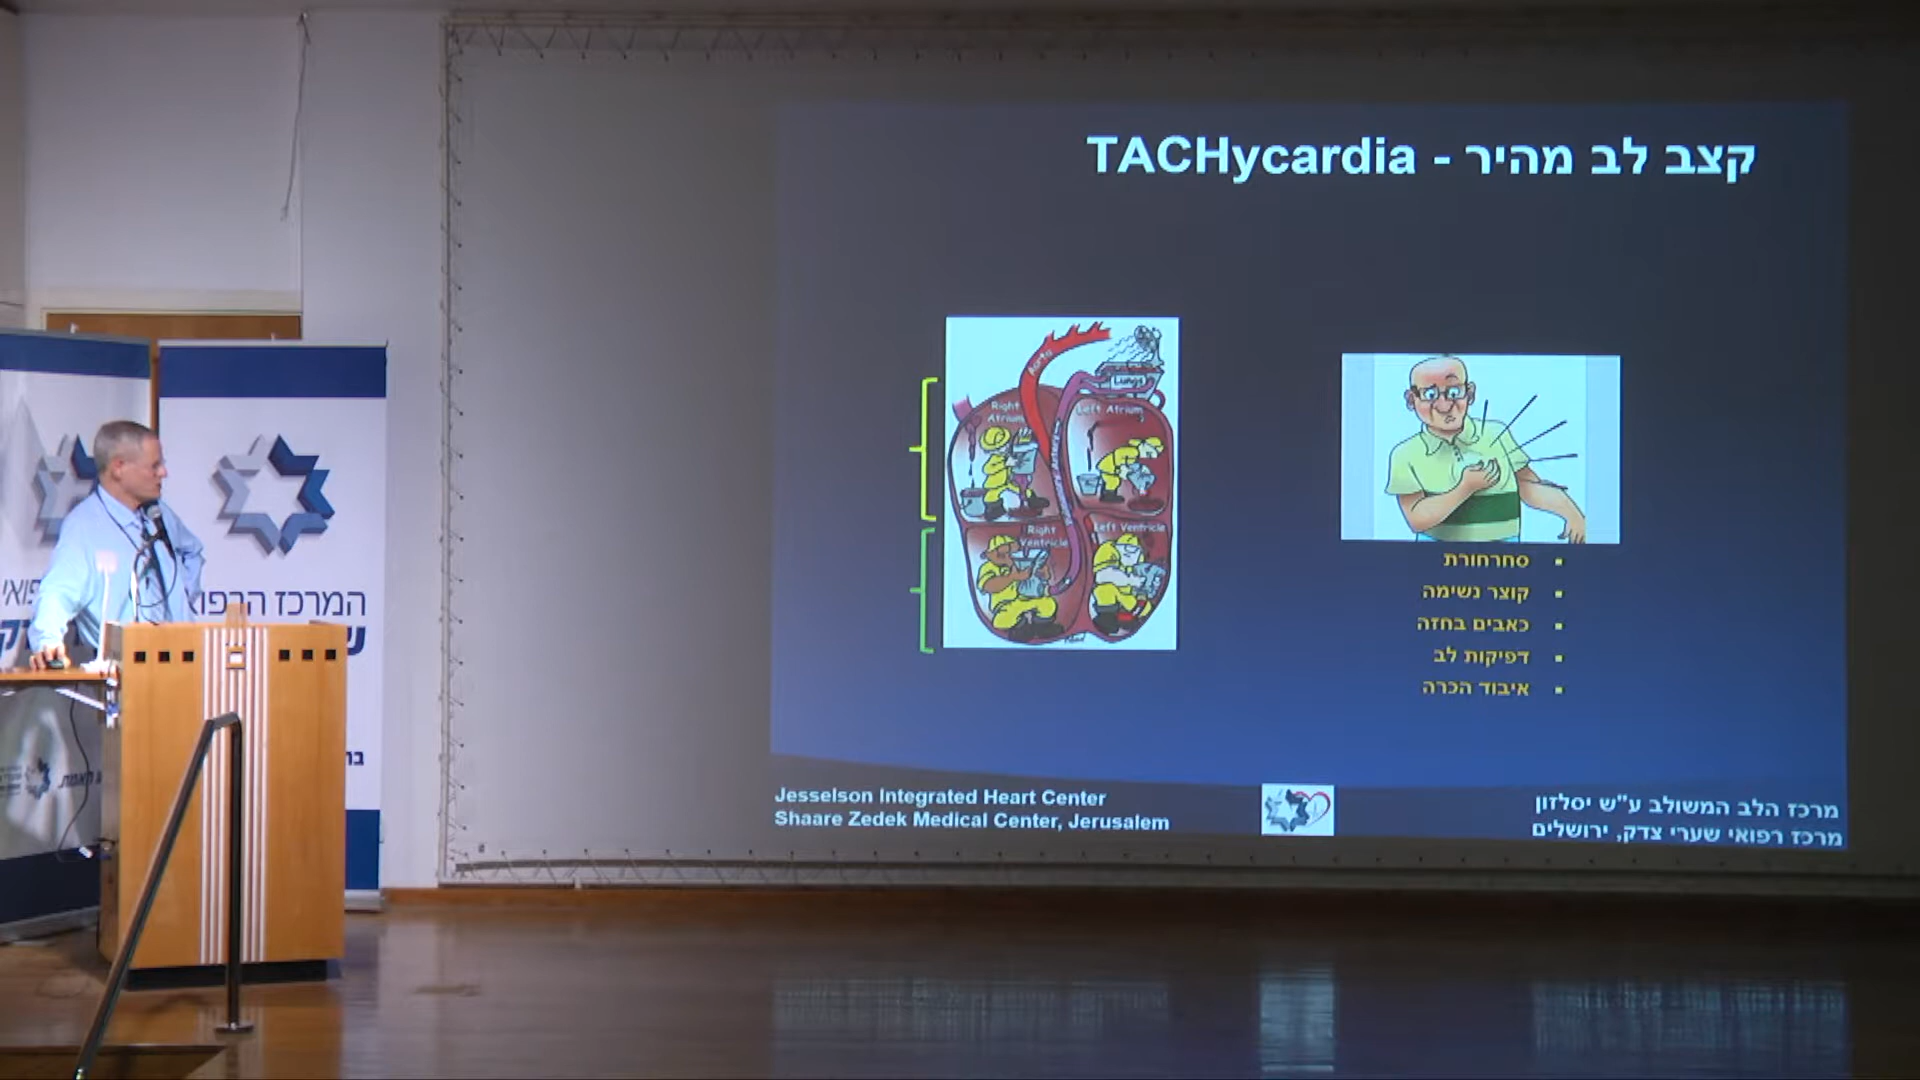 TACHycardia - קצב לב מהיר
Aorta
Lungs
Right
Atrium
Left Atrium
Right
Ventricle
Left Ventricle
סחרחורת
קוצר נשימה
כאבים בחזה
דפיקות לב
איבוד הכרה
Jesselson Integrated Heart Center
Shaare Zedek Medical Center, Jerusalem
מרכז הלב המשולב ע"ש יסלזון
מרכז רפואי שערי צדק, ירושלים
המרכז הרפוא